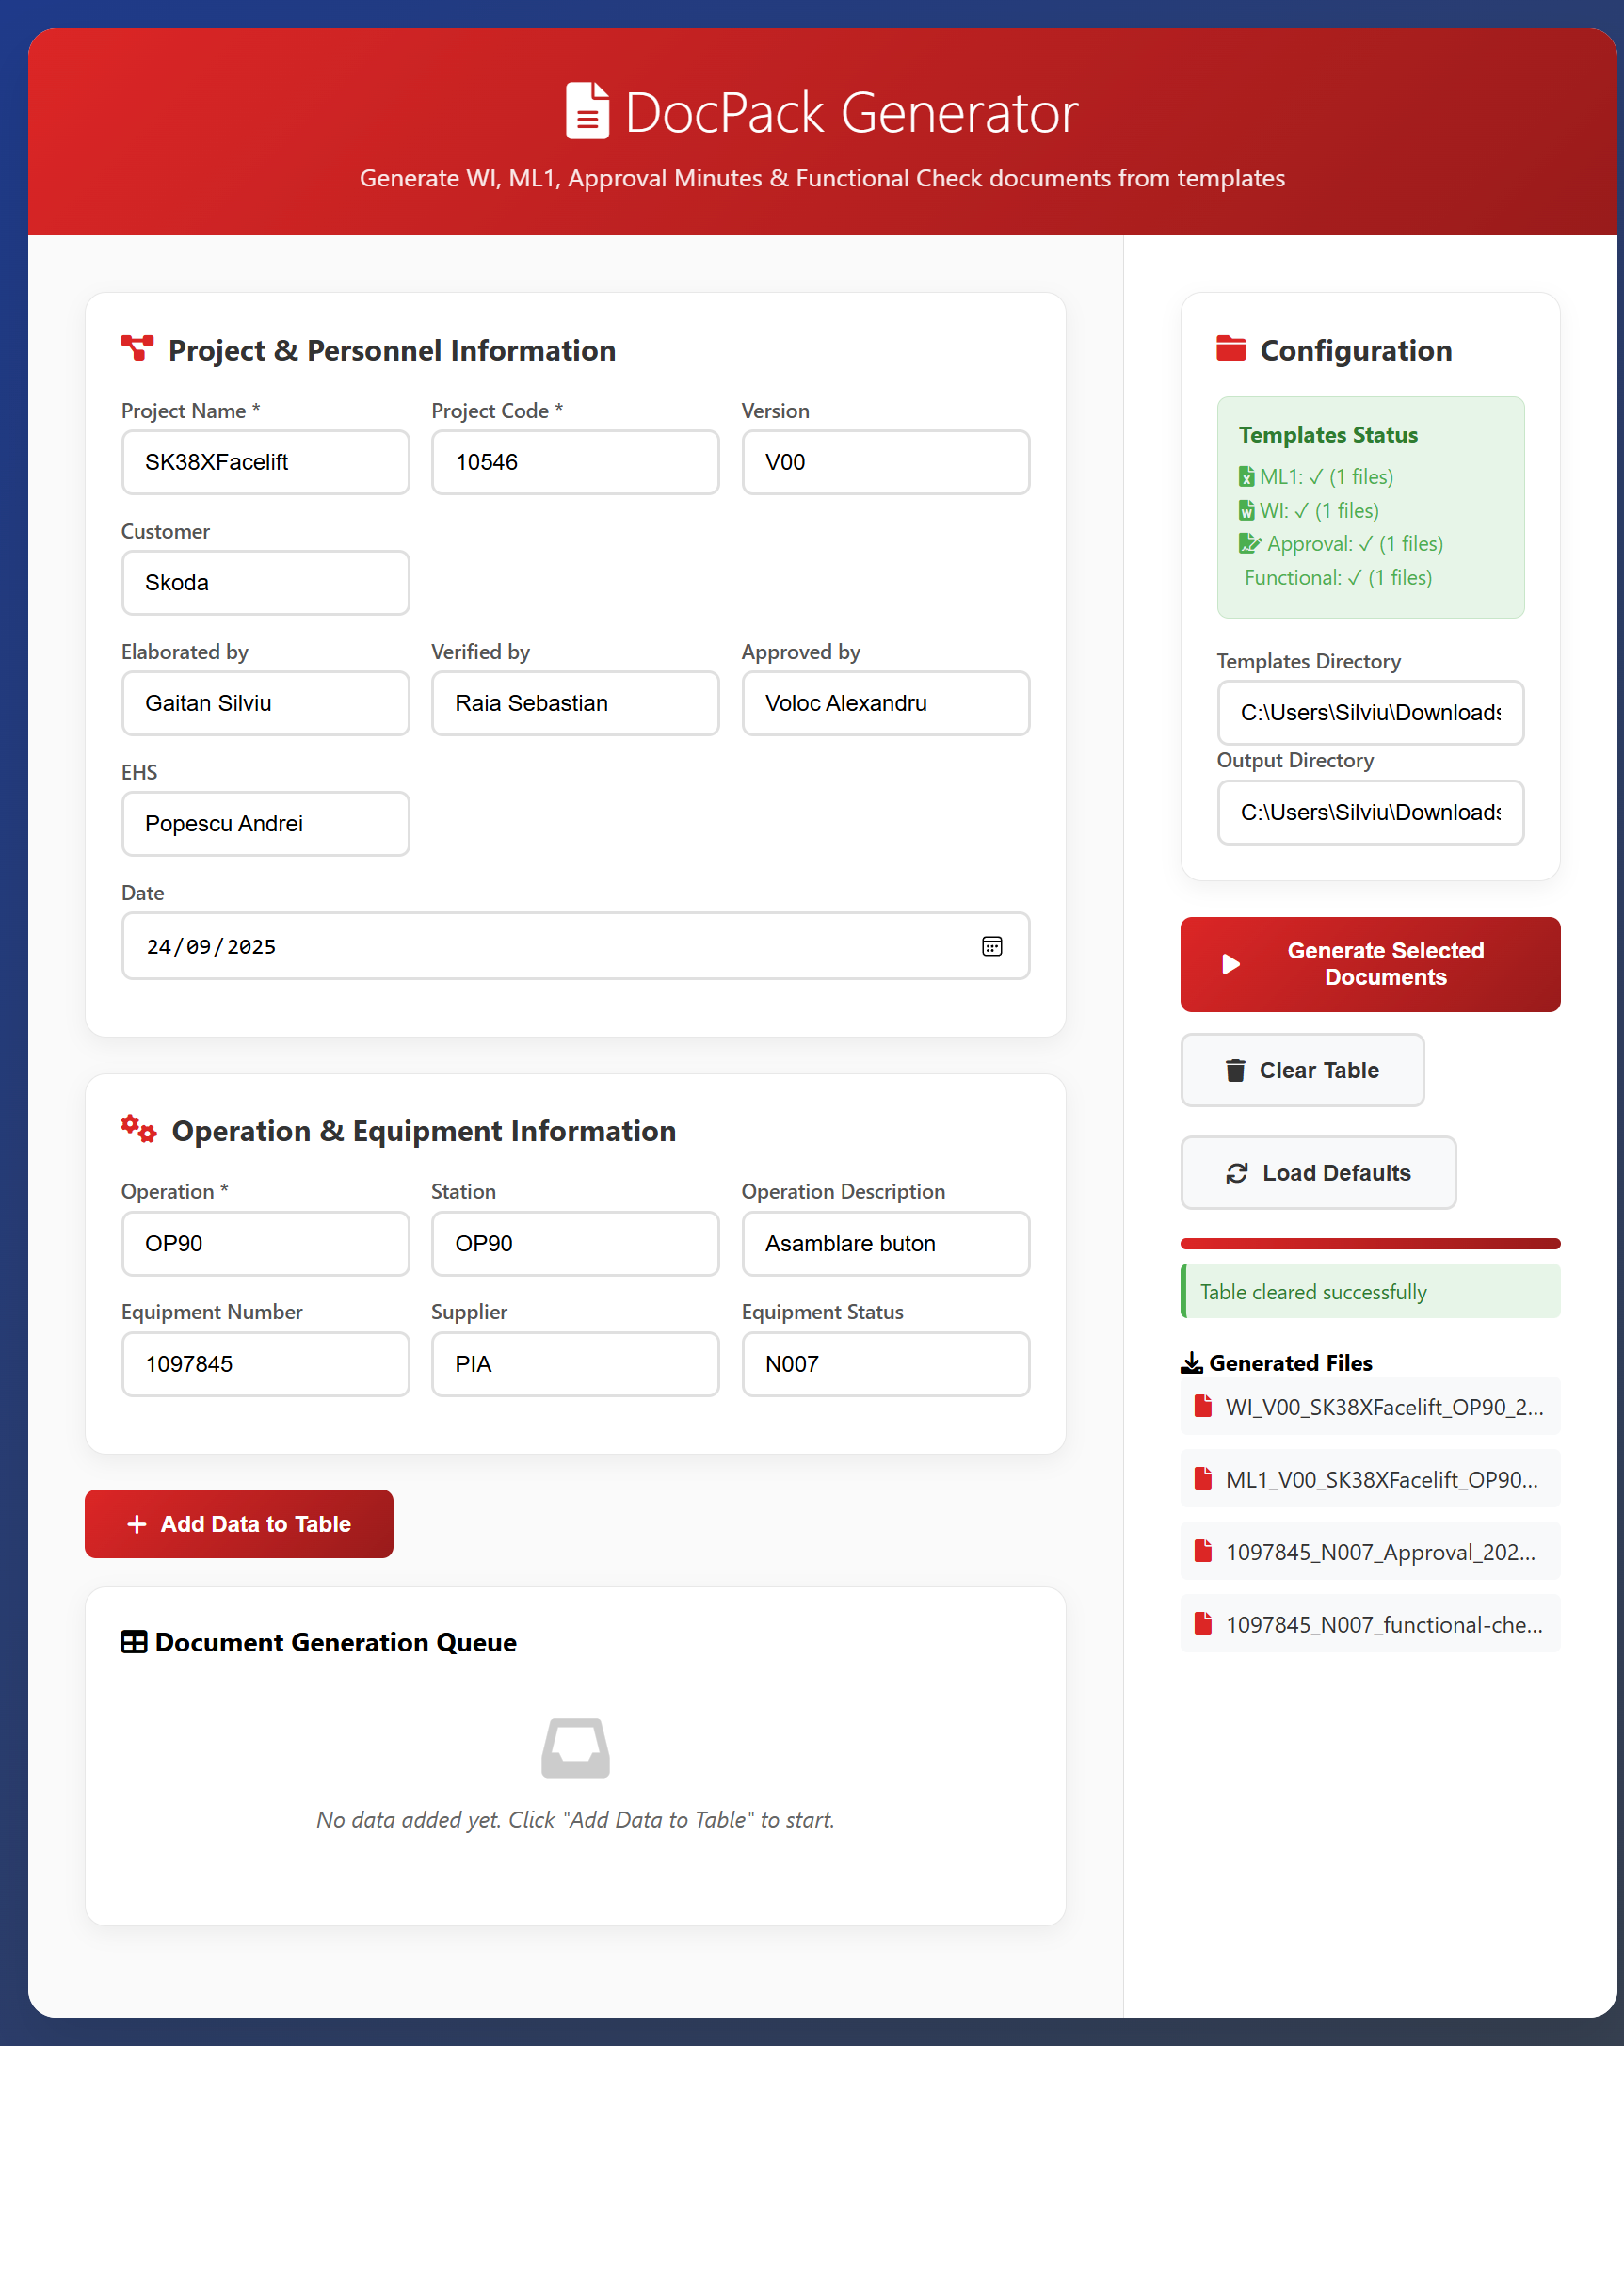 DocPack Generator
Generate WI, ML1, Approval Minutes & Functional Check documents from templates
Project & Personnel Information
Project Name *
Project Code *
Version
SK38XFacelift
10546
V00
Customer
Skoda
Elaborated by
Verified by
Approved by
Gaitan Silviu
Raia Sebastian
Voloc Alexandru
EHS
Popescu Andrei
Date
24/09/2025
Operation & Equipment Information
Operation *
Station
Operation Description
OP90
OP90
Asamblare buton
Equipment Number
Supplier
Equipment Status
1097845
PIA
N007
Add Data to Table
Document Generation Queue
No data added yet. Click "Add Data to Table" to start.
Configuration
Templates Status
ML1: ✓ (1 files)
WI: ✓ (1 files)
Approval: ✓ (1 files)
Functional: ✓ (1 files)
Templates Directory
C:\Users\Silviu\Downloads
Output Directory
C:\Users\Silviu\Downloads
Generate Selected
Documents
Clear Table
Load Defaults
Table cleared successfully
Generated Files
WI_V00_SK38XFacelift_OP90_2...
ML1_V00_SK38XFacelift_OP90...
1097845_N007_Approval_202...
1097845_N007_functional-che...